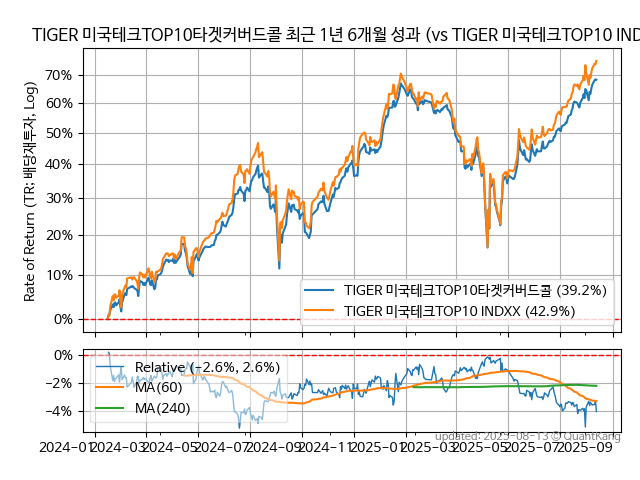 TIGER 미국테크TOP10타겟커버드콜 최근 1년 6개월 성과 (vs TIGER 미국테크TOP10 IND
Rate of Return (TR: 배당재투자, Log)
70%
60%
50%
40%
30%
20%
10%
0%
TIGER 미국테크TOP10타겟커버드콜 (39.2%)
TIGER 미국테크TOP10 INDXX (42.9%)
0%
−2%
−4%
Relative (−2.6%, 2.6%)
MA(60)
MA(240)
updated: 2025-08-13 © QuantKang
2024-01 2024-03 2024-05 2024-07 2024-09 2024-11 2025-01 2025-03 2025-05 2025-07 2025-09